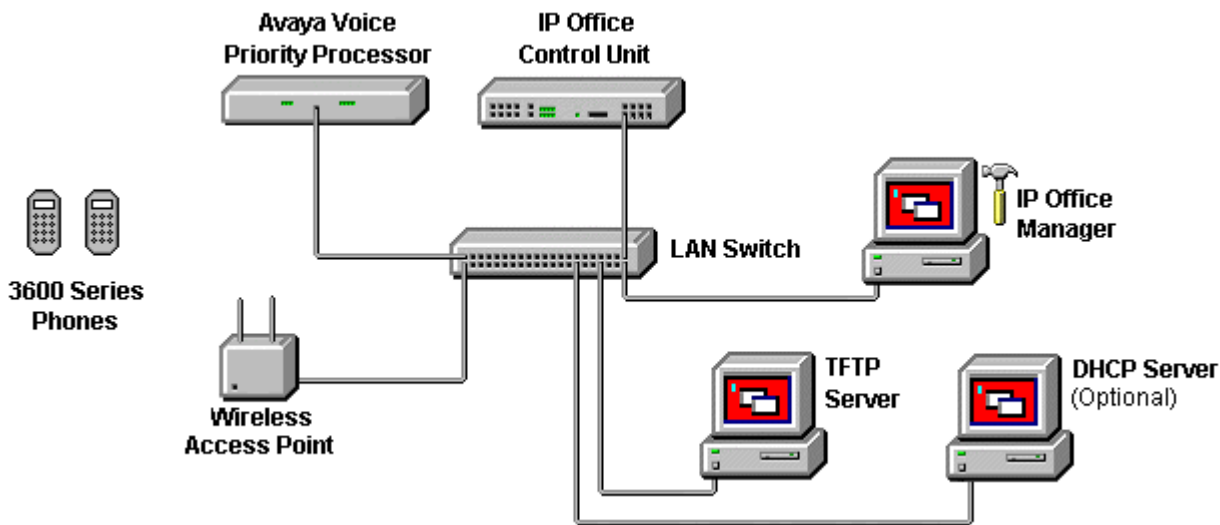 Avaya Voice
Priority Processor
IP Office
Control Unit
IP Office
Manager
LAN Switch
3600 Series
Phones
Wireless
Access Point
TFTP
Server
DHCP Server
(Optional)